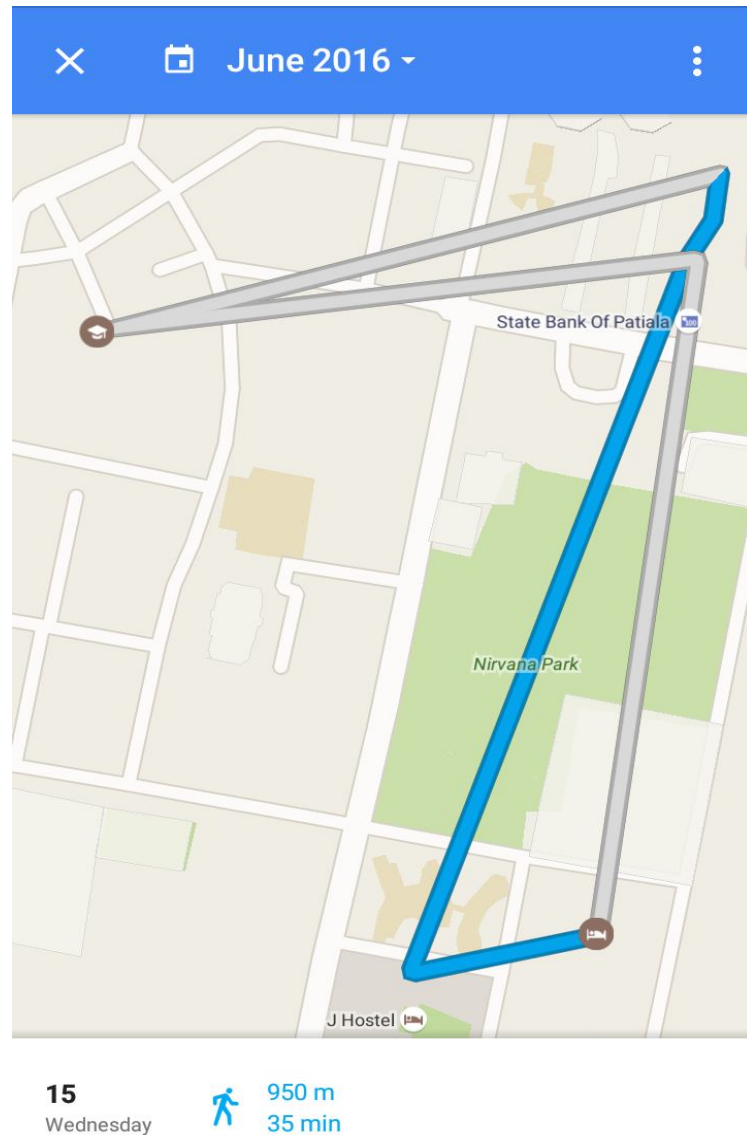 June 2016
State Bank Of Patiala
Nirvana Park
J Hostel
15
950 m
Wednesday
35 min